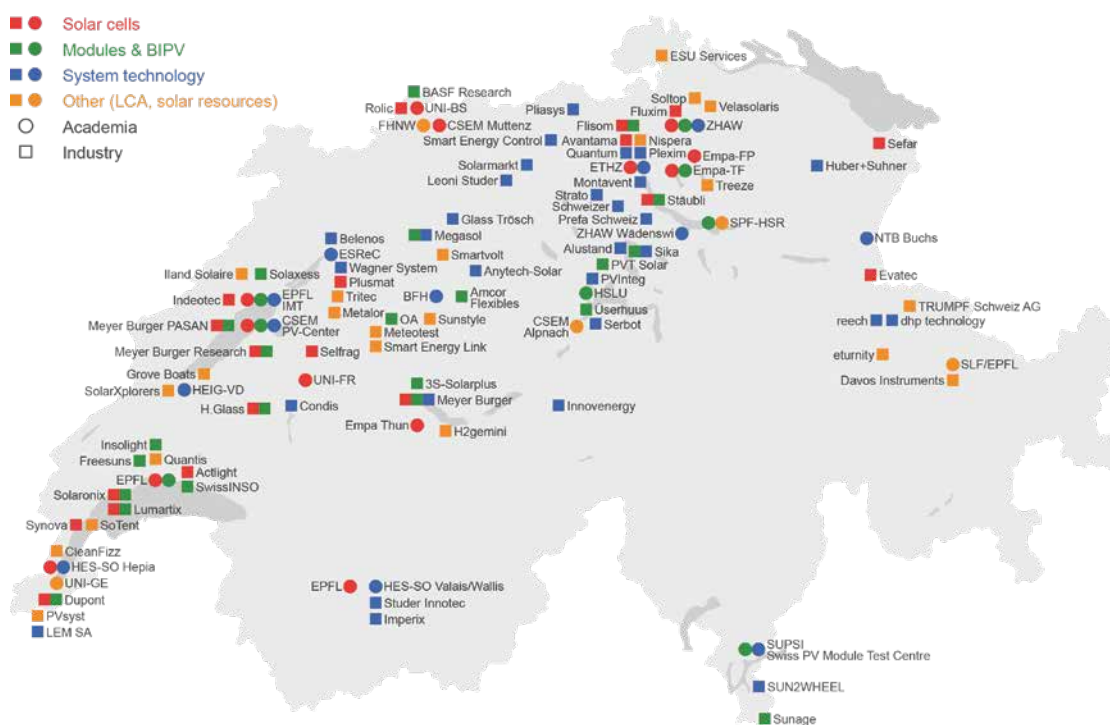 Solar cells
Modules & BIPV
System technology
Other (LCA, solar resources)
Academia
Industry
ESU Services
BASF Research
Rolic
UNI-BS
Pliasys
Soltop
Velasolaris
Fluxim
FHNW
CSEM Muttenz
Flisom
ZHAW
Smart Energy Control
Avantama
Nispera
Sefar
Quantum
Plexim
Empa-FP
Solarmarkt
ETHZ
Empa-TF
Huber+Suhner
Leoni Studer
Montavent
Treeze
Strato
Stäubli
Schweizer
Glass Trösch
Prefa Schweiz
SPF-HSR
Belenos
Megasol
ZHAW Wädenswi
NTB Buchs
ESReC
Smartvolt
Alustand
Sika
Iland Solaire
Solaxess
Wagner System
Anytech-Solar
PVT Solar
Plusmat
PVInteg
Evatec
Indeotec
EPFL
IMT
Tritec
BFH
Amcor
Flexibles
HSLU
Metalor
Userhuus
TRUMPF Schweiz AG
Meyer Burger PASAN
CSEM
PV-Center
OA
Sunstyle
CSEM
Alpnach
Serbot
reech
dhp technology
Meteotest
Meyer Burger Research
Selfrag
Smart Energy Link
eturnity
Grove Boats
SLF/EPFL
SolarXplorers
HEIG-VD
UNI-FR
3S-Solarplus
Davos Instruments
H.Glass
Condis
Meyer Burger
Innovenergy
Empa Thun
H2gemini
Insolight
Freesuns
Quantis
EPFL
Actlight
SwissINSO
Solaronix
Lumartix
Synova
SoTent
CleanFizz
HES-SO Hepia
UNI-GE
EPFL
HES-SO Valais/Wallis
Dupont
Studer Innotec
PVsyst
Imperix
LEM SA
SUPSI
Swiss PV Module Test Centre
SUN2WHEEL
Sunage